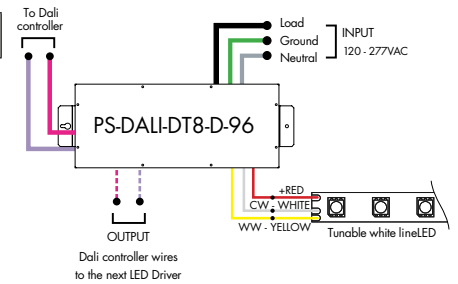 To Dali
controller
Load
Ground
Neutral
INPUT
120 - 277VAC
PS-DALI-DT8-D-96
+RED
CW - WHITE
WW - YELLOW
Tunable white lineLED
OUTPUT
Dali controller wires
to the next LED Driver